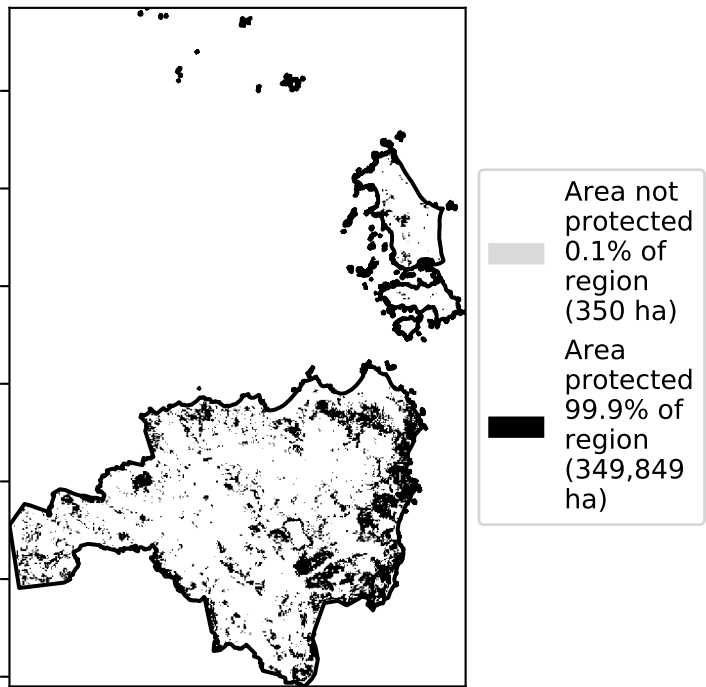 Area not
protected
0.1% of
region
(350 ha)
Area
protected
99.9% of
region
(349,849
ha)